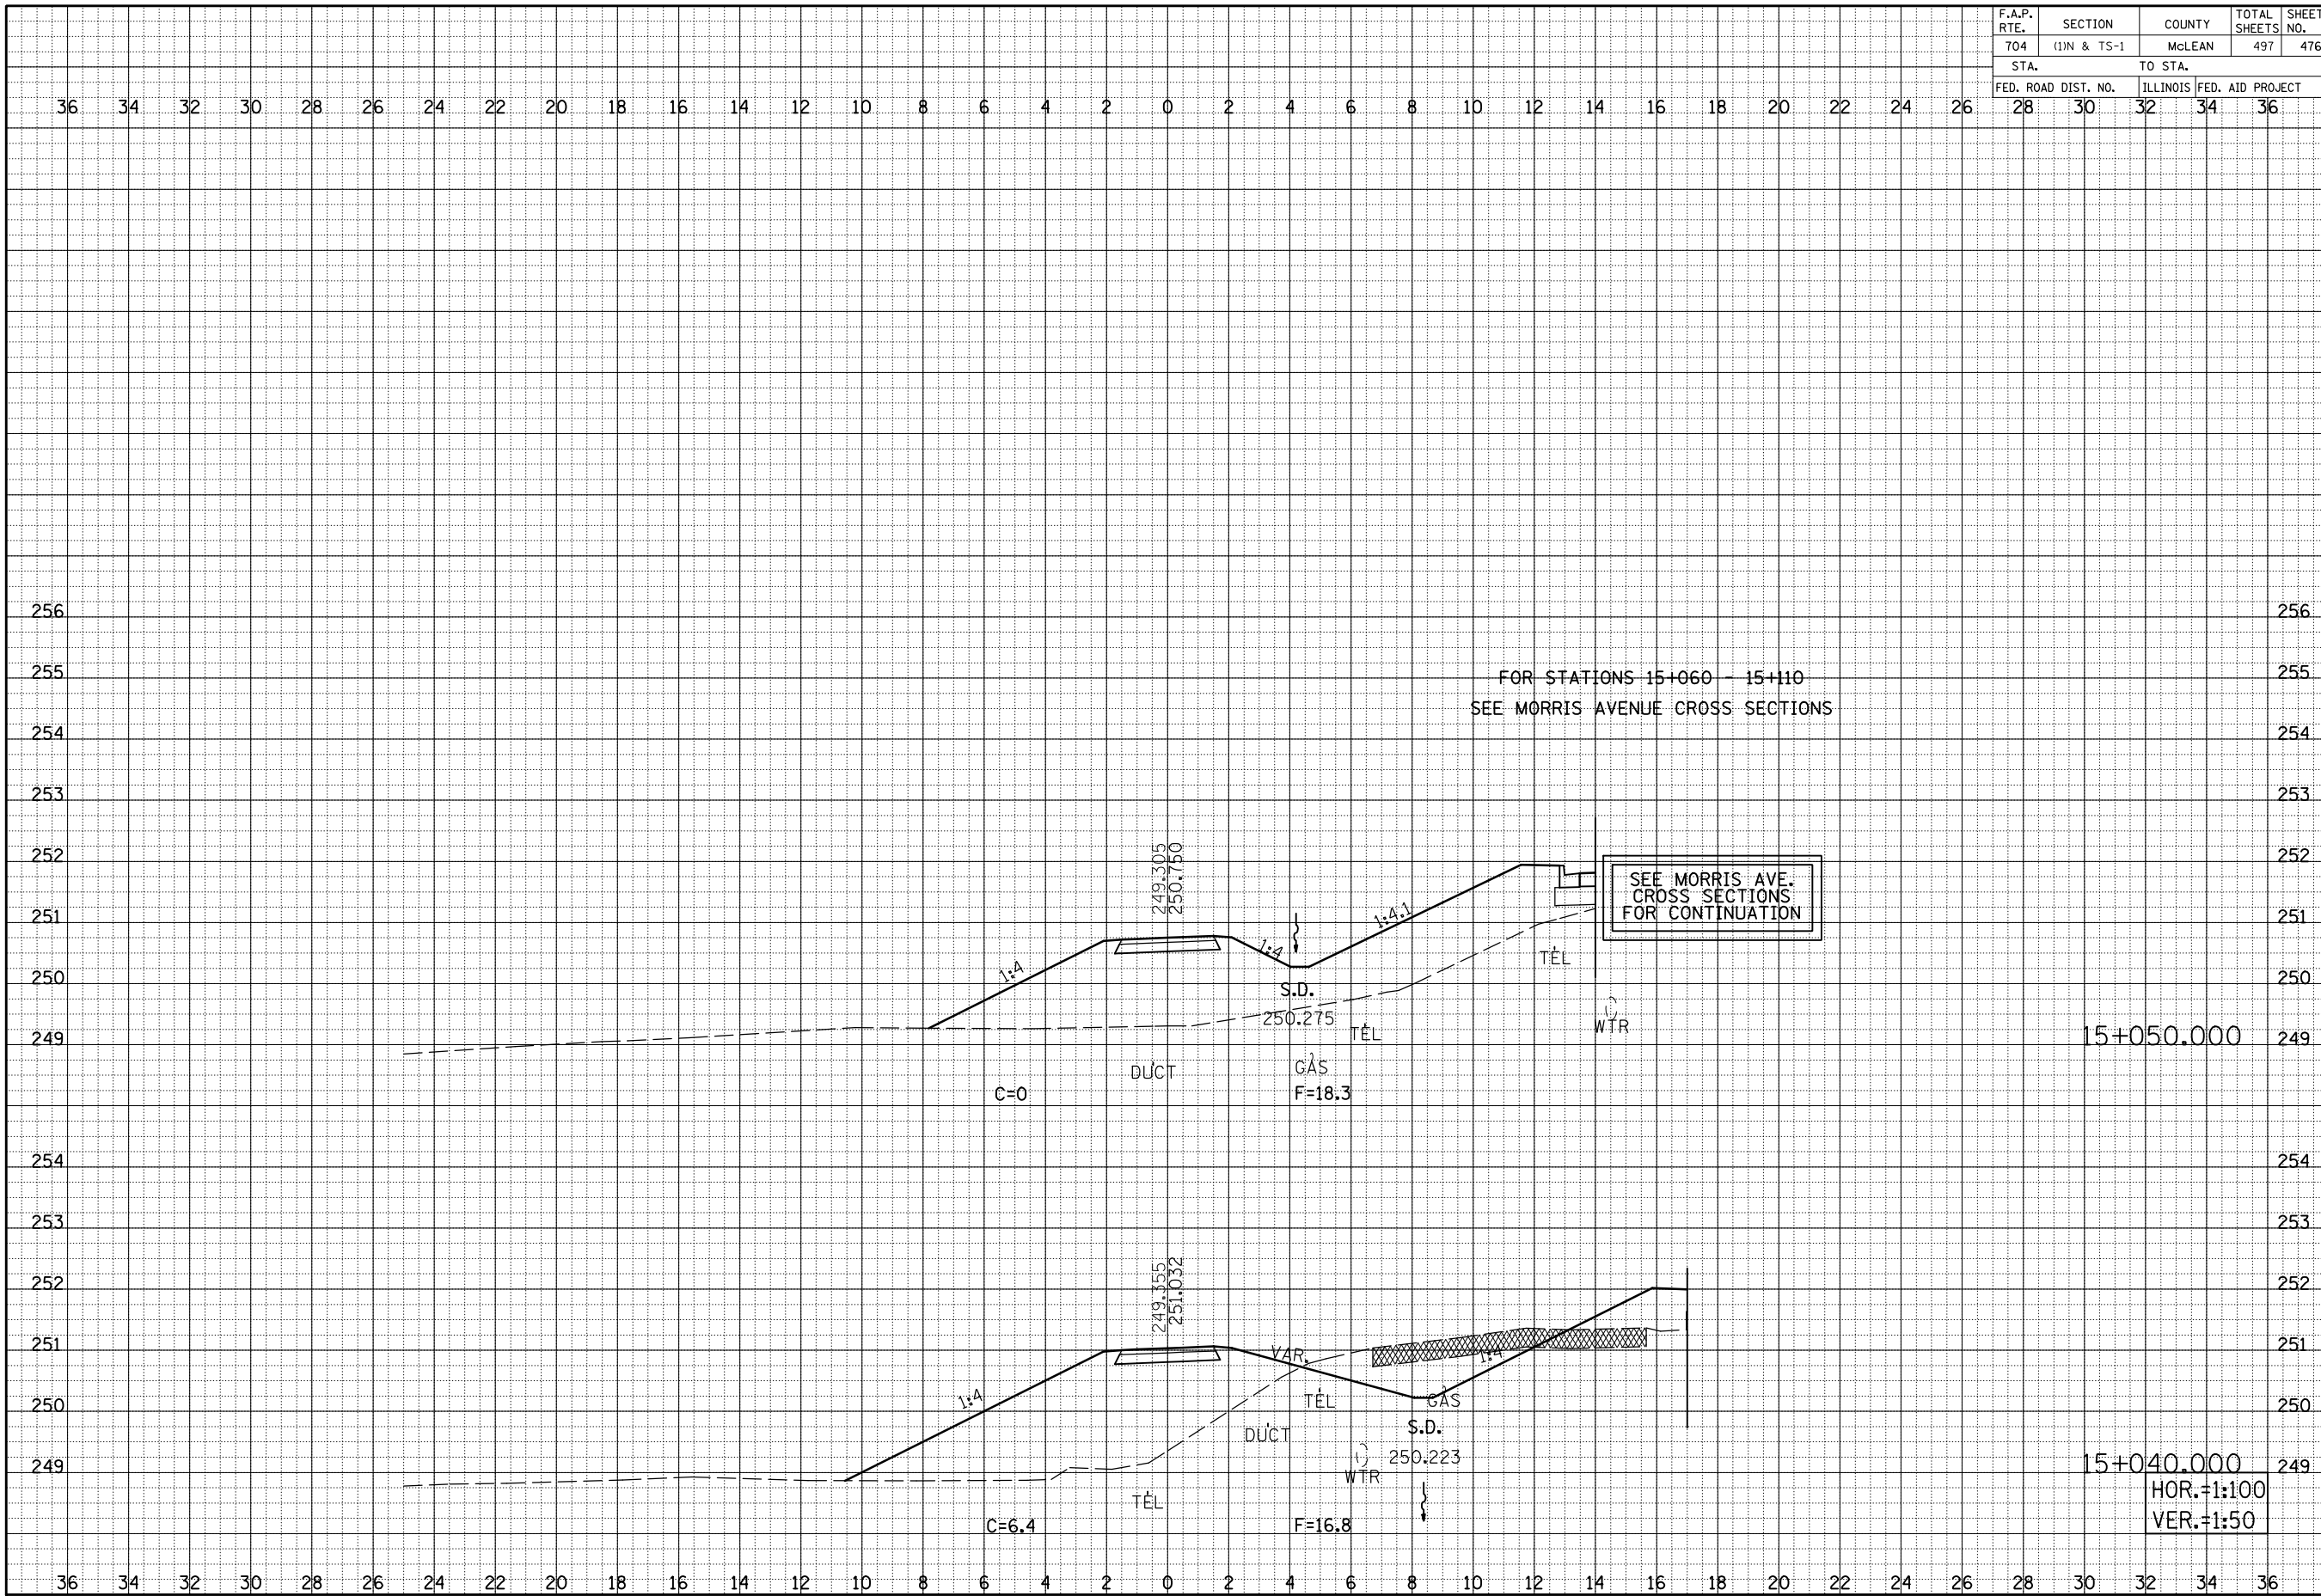 F.A.P. RTE. SECTION COUNTY TOTAL SHEETS SHEET NO.
704 (1)N & TS-1 McLEAN 497 476
STA. TO STA.
FED. ROAD DIST. NO. ILLINOIS FED. AID PROJECT
36 34 32 30 28 26 24 22 20 18 16 14 12 10 8 6 4 2 0 2 4 6 8 10 12 14 16 18 20 22 24 26 28 30 32 34 36
256 256
255 255
FOR STATIONS 15+060 - 15+110
SEE MORRIS AVENUE CROSS SECTIONS
254 254
253 253
252 252
249.305
250.750
SEE MORRIS AVE.
CROSS SECTIONS
FOR CONTINUATION
251 251
1:4.1
1:4
1:4
TEL
250 250
S.D.
250.275
TEL
WTR
249 15+050.000 249
DUCT
GAS
C=0
F=18.3
254 254
253 253
252 252
249.355
251.032
251 251
VAR.
1:4
1:4
TEL
GAS
250 250
S.D.
DUCT
250.223
WTR
249 15+040.000 249
HOR.=1:100
VER.=1:50
TEL
C=6.4
F=16.8
36 34 32 30 28 26 24 22 20 18 16 14 12 10 8 6 4 2 0 2 4 6 8 10 12 14 16 18 20 22 24 26 28 30 32 34 36